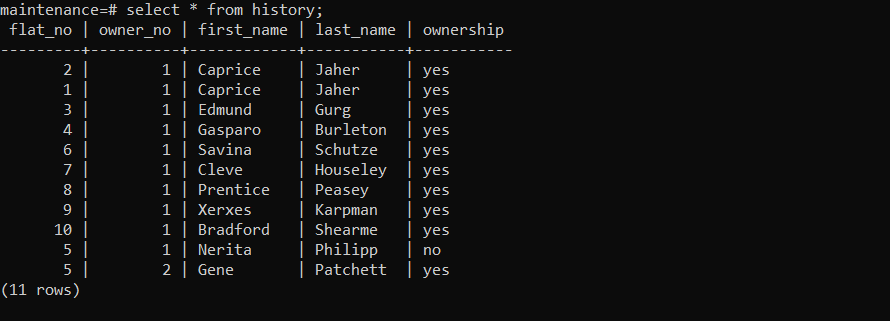 maintenance=# select * from history;
 flat_no | owner_no | first_name | last_name | ownership
---------+----------+------------+-----------+-----------
       2 |        1 | Caprice    | Jaher     | yes
       1 |        1 | Caprice    | Jaher     | yes
       3 |        1 | Edmund     | Gurg      | yes
       4 |        1 | Gasparo    | Burleton  | yes
       6 |        1 | Savina     | Schutze   | yes
       7 |        1 | Cleve      | Houseley  | yes
       8 |        1 | Prentice   | Peasey    | yes
       9 |        1 | Xerxes     | Karpman   | yes
      10 |        1 | Bradford   | Shearme   | yes
       5 |        1 | Nerita     | Philipp   | no
       5 |        2 | Gene       | Patchett  | yes
(11 rows)